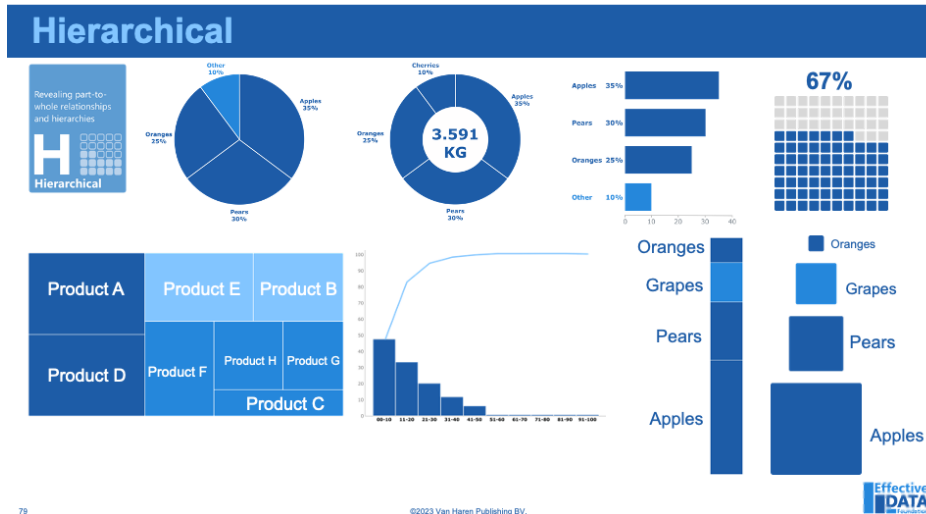 Hierarchical
Revealing part-to-
whole relationships
and hierarchies
H
Hierarchical
Other
10%
Apples
35%
Oranges
25%
Pears
30%
Cherries
10%
Apples
35%
Oranges
25%
3.591
KG
Pears
30%
Apples 35%
Pears 30%
Oranges 25%
Other 10%
0 10 20 30 40
67%
Product A
Product E
Product B
Product D
Product F
Product H
Product G
Product C
100
90
80
70
60
50
40
30
20
10
0
00-10 11-20 21-30 31-40 41-50 51-60 61-70 71-80 81-90 91-100
Oranges
Grapes
Pears
Apples
Oranges
Grapes
Pears
Apples
79
©2023 Van Haren Publishing BV.
Effective
DATA
Foundation